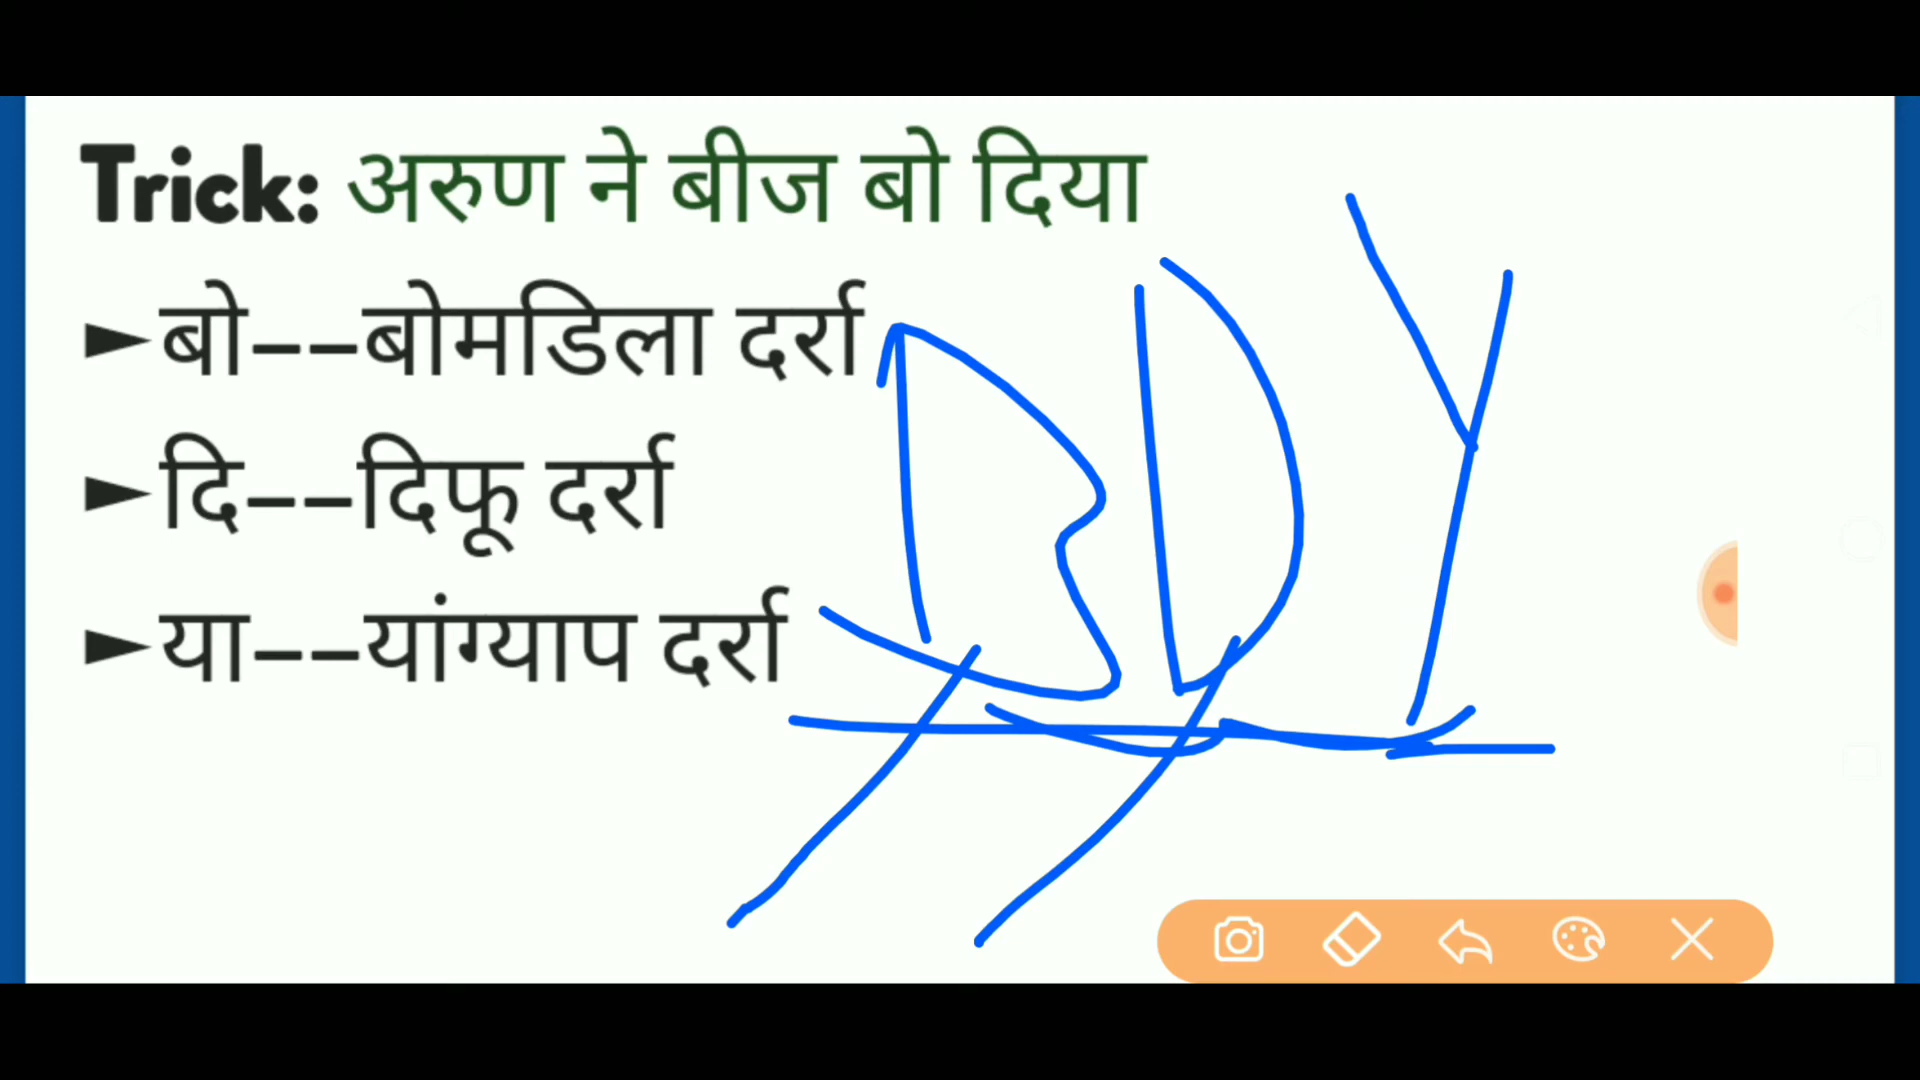 Trick: अरुण ने बीज बो दिया
►बो--बोमडिला दर्रा
►दि--दिफू दर्रा
►या--यांग्याप दर्रा
BDY